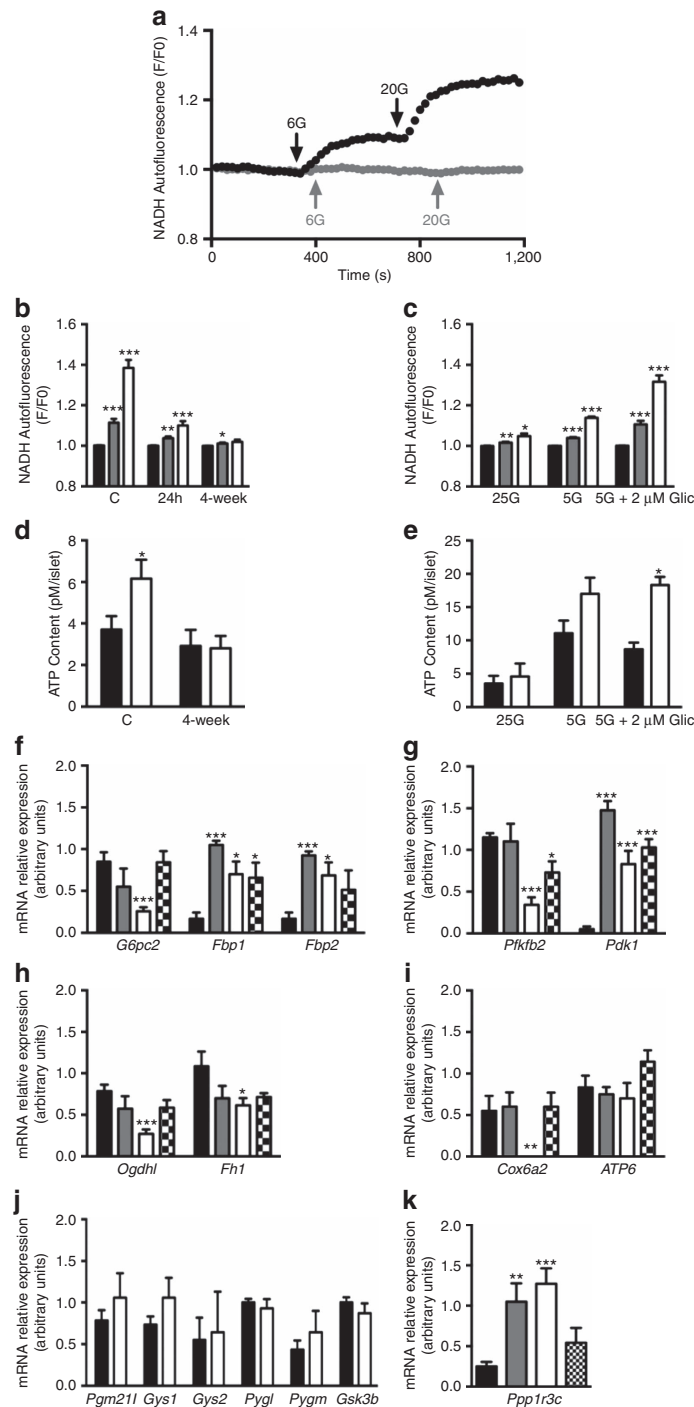 a
NADH Autofluorescence (F/F0)
1.4
1.2
1.0
0.8
6G
20G
6G
20G
0
400
800
1,200
Time (s)
b
NADH Autofluorescence
(F/F0)
1.6
1.4
1.2
1.0
0.8
***
***
**
***
*
C
24h
4-week
c
NADH Autofluorescence
(F/F0)
1.6
1.4
1.2
1.0
0.8
**
*
***
***
***
***
25G
5G
5G + 2 μM Glic
d
ATP Content (pM/islet)
8
6
4
2
0
*
C
4-week
e
ATP Content (pM/islet)
25
20
15
10
5
0
*
25G
5G
5G + 2 μM Glic
f
mRNA relative expression
(arbitrary units)
2.0
1.5
1.0
0.5
0.0
***
***
*
*
***
*
G6pc2
Fbp1
Fbp2
g
mRNA relative expression
(arbitrary units)
2.0
1.5
1.0
0.5
0.0
***
*
***
***
***
Pfkfb2
Pdk1
h
mRNA relative expression
(arbitrary units)
2.0
1.5
1.0
0.5
0.0
***
*
Ogdhl
Fh1
i
mRNA relative expression
(arbitrary units)
2.0
1.5
1.0
0.5
0.0
**
Cox6a2
ATP6
j
mRNA relative expression
(arbitrary units)
2.0
1.5
1.0
0.5
0.0
Pgm21l
Gys1
Gys2
Pygl
Pygm
Gsk3b
k
mRNA relative expression
(arbitrary units)
2.0
1.5
1.0
0.5
0.0
**
***
Ppp1r3c